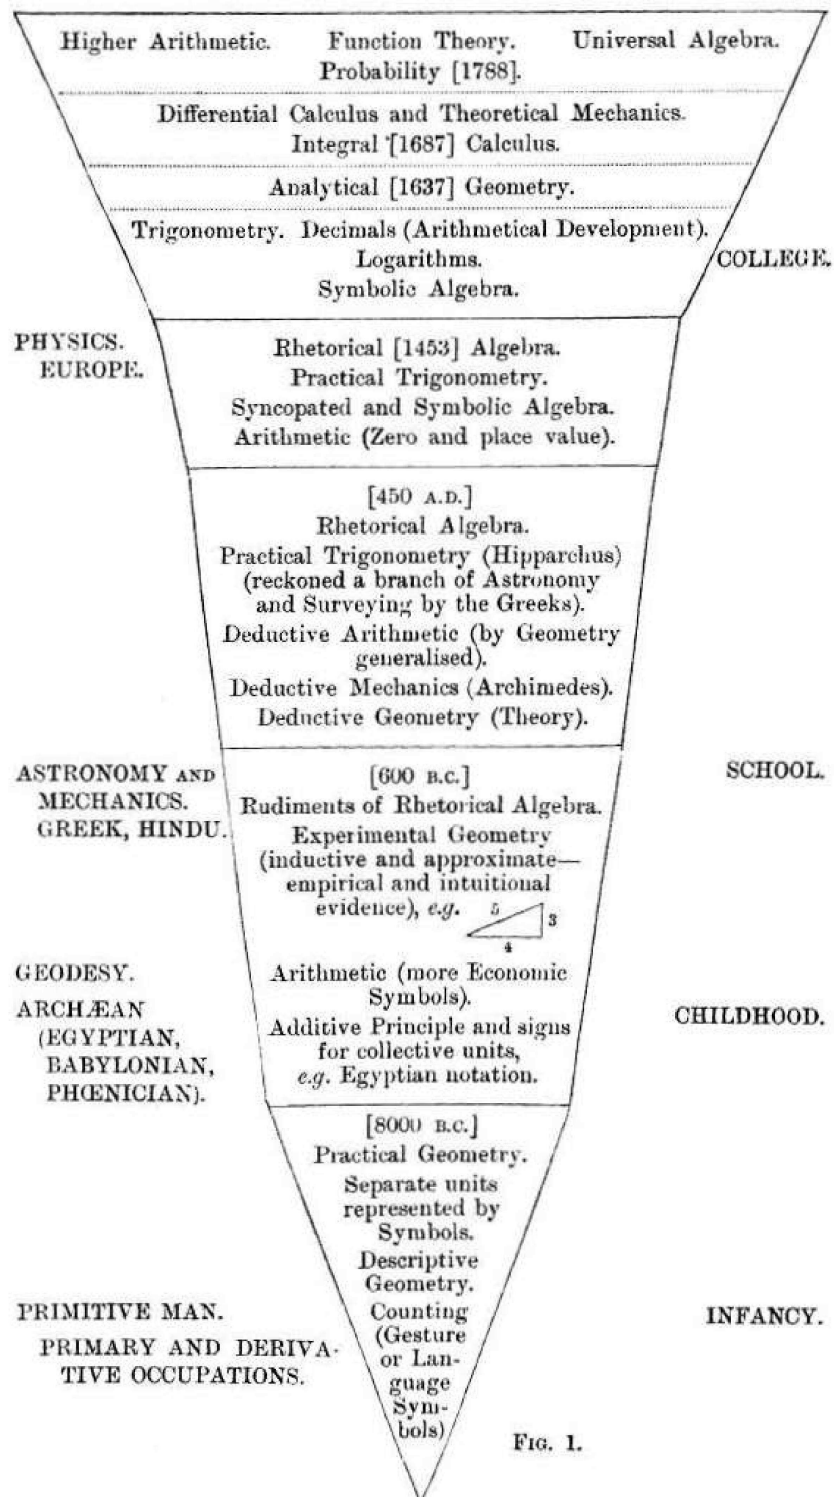 Higher Arithmetic. Function Theory. Universal Algebra.
Probability [1788].
Differential Calculus and Theoretical Mechanics.
Integral [1687] Calculus.
Analytical [1637] Geometry.
Trigonometry. Decimals (Arithmetical Development).
Logarithms.
COLLEGE.
Symbolic Algebra.
PHYSICS.
EUROPE.
Rhetorical [1453] Algebra.
Practical Trigonometry.
Syncopated and Symbolic Algebra.
Arithmetic (Zero and place value).
[450 A.D.]
Rhetorical Algebra.
Practical Trigonometry (Hipparchus)
(reckoned a branch of Astronomy
and Surveying by the Greeks).
Deductive Arithmetic (by Geometry
generalised).
Deductive Mechanics (Archimedes).
Deductive Geometry (Theory).
ASTRONOMY AND
MECHANICS.
GREEK, HINDU.
SCHOOL.
[600 B.C.]
Rudiments of Rhetorical Algebra.
Experimental Geometry
(inductive and approximate—
empirical and intuitional
evidence), e.g.
5
3
4
GEODESY.
ARCHÆAN
(EGYPTIAN,
BABYLONIAN,
PHŒNICIAN).
Arithmetic (more Economic
Symbols).
Additive Principle and signs
for collective units,
e.g. Egyptian notation.
CHILDHOOD.
[8000 B.C.]
Practical Geometry.
Separate units
represented by
Symbols.
Descriptive
Geometry.
Counting
(Gesture
or Lan-
guage
Sym-
bols)
PRIMITIVE MAN.
PRIMARY AND DERIVA-
TIVE OCCUPATIONS.
INFANCY.
FIG. 1.